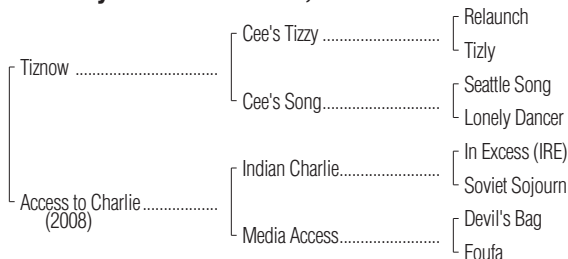 Relaunch
Cee's Tizzy
Tizly
Tiznow
Seattle Song
Cee's Song
Lonely Dancer
In Excess (IRE)
Indian Charlie
Soviet Sojourn
Access to Charlie
(2008)
Devil's Bag
Media Access
Foufa